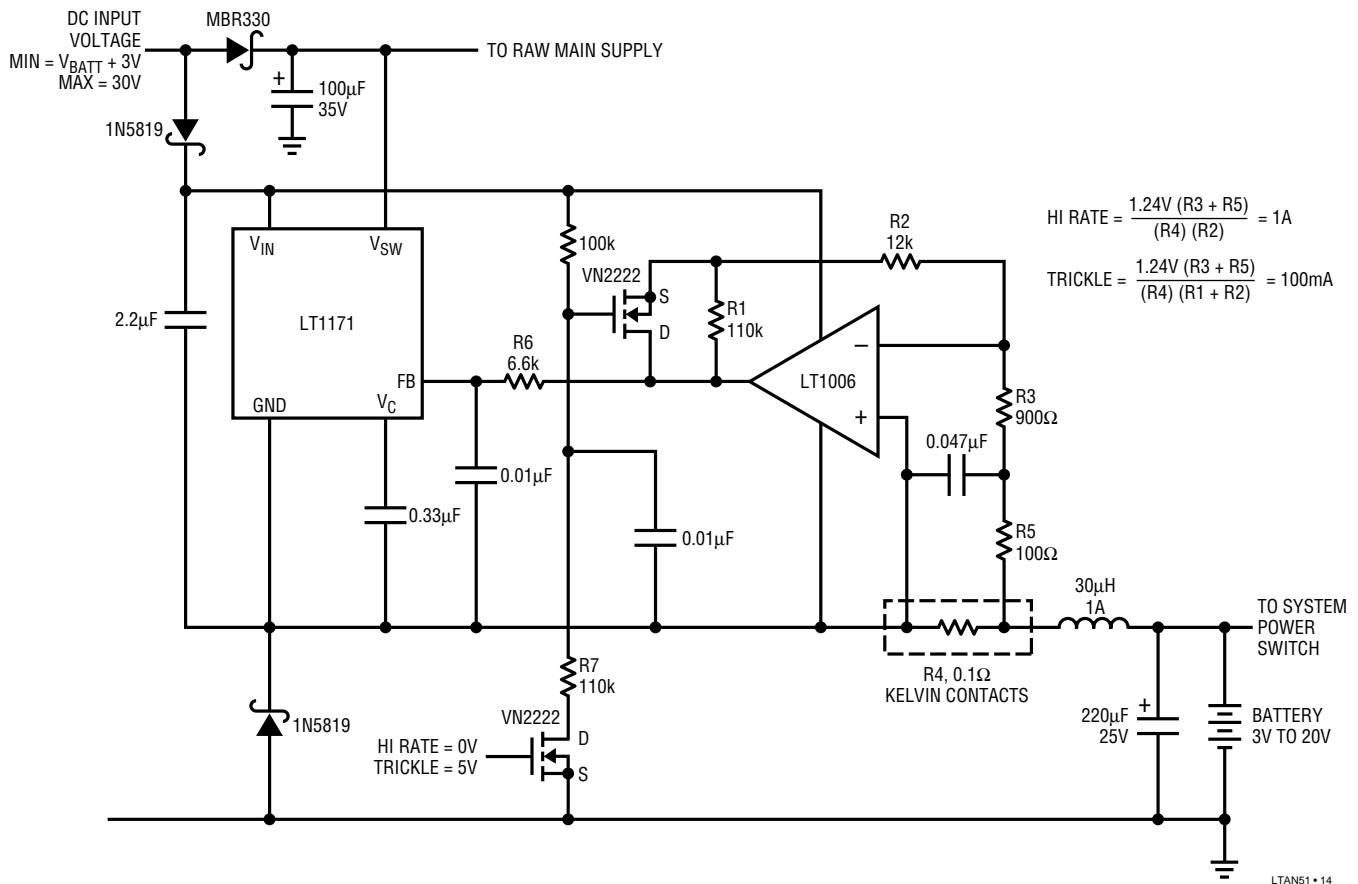 DC INPUT
VOLTAGE
MIN = V_BATT + 3V
MAX = 30V
MBR330
TO RAW MAIN SUPPLY
+
100µF
35V
1N5819
V_IN
V_SW
LT1171
FB
GND
V_C
2.2µF
100k
VN2222
S
D
R1
110k
R2
12k
R6
6.6k
LT1006
–
+
R3
900Ω
0.047µF
R5
100Ω
0.01µF
0.33µF
0.01µF
HI RATE = 1.24V (R3 + R5) / (R4) (R2) = 1A
TRICKLE = 1.24V (R3 + R5) / (R4) (R1 + R2) = 100mA
30µH
1A
TO SYSTEM
POWER
SWITCH
R4, 0.1Ω
KELVIN CONTACTS
R7
110k
VN2222
D
S
HI RATE = 0V
TRICKLE = 5V
1N5819
220µF
25V
+
BATTERY
3V TO 20V
LTAN51 • 14